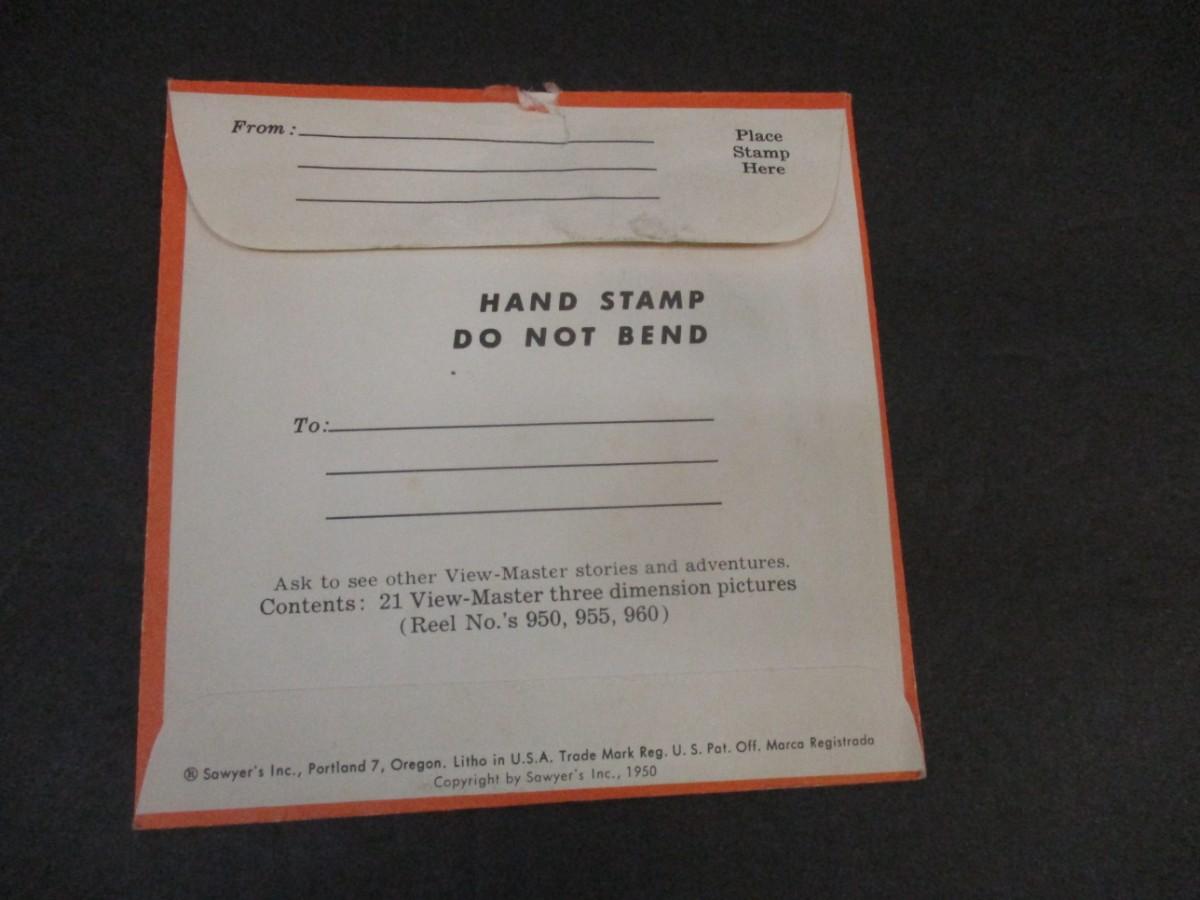 From:
Place
Stamp
Here
HAND STAMP
DO NOT BEND
To:
Ask to see other View-Master stories and adventures.
Contents: 21 View-Master three dimension pictures
(Reel No.'s 950, 955, 960)
® Sawyer's Inc., Portland 7, Oregon. Litho in U.S.A. Trade Mark Reg. U. S. Pat. Off. Marca Registrada
Copyright by Sawyer's Inc., 1950